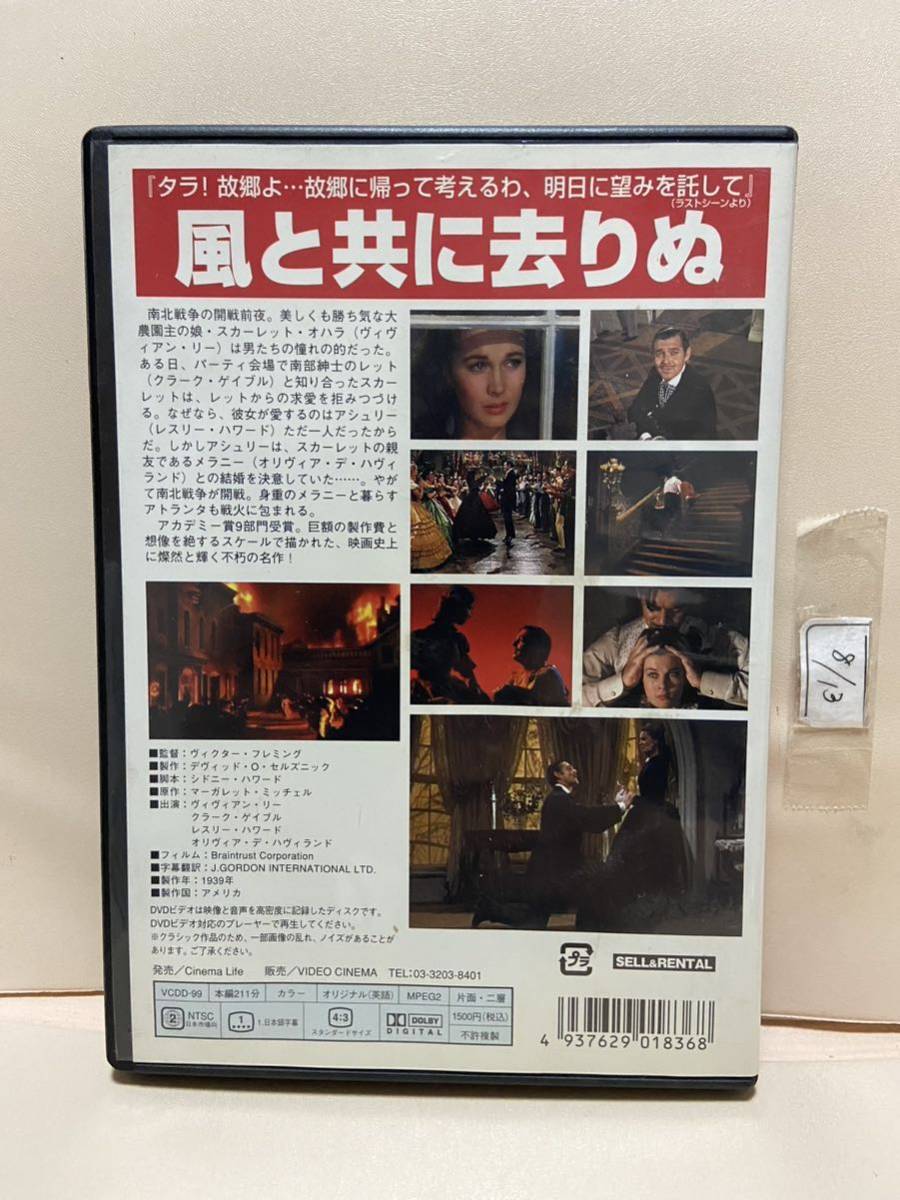 『タラ！故郷よ…故郷に帰って考えるわ、明日に望みを託して』
（ラストシーンより）
風と共に去りぬ
南北戦争の開戦前夜。美しくも勝ち気な大
農園主の娘・スカーレット・オハラ（ヴィヴ
ィアン・リー）は男たちの憧れの的だった。
ある日、パーティ会場で南部紳士のレット
（クラーク・ゲイブル）と知り合ったスカー
レットは、レットからの求愛を拒みつづけ
る。なぜなら、彼女が愛するのはアシュリー
（レスリー・ハワード）ただ一人だったから
だ。しかしアシュリーは、スカーレットの親
友であるメラニー（オリヴィア・デ・ハヴィ
ランド）との結婚を決意していた……。やが
て南北戦争が開戦。身重のメラニーと暮らす
アトランタも戦火に包まれる。
アカデミー賞9部門受賞。巨額の製作費と
想像を絶するスケールで描かれた、映画史上
に燦然と輝く不朽の名作！
■監督：ヴィクター・フレミング
■製作：デヴィッド・O・セルズニック
■脚本：シドニー・ハワード
■原作：マーガレット・ミッチェル
■出演：ヴィヴィアン・リー
クラーク・ゲイブル
レスリー・ハワード
オリヴィア・デ・ハヴィランド
■フィルム：Braintrust Corporation
■字幕翻訳：J.GORDON INTERNATIONAL LTD.
■製作年：1939年
■製作国：アメリカ
DVDビデオは映像と音声を高密度に記録したディスクです。
DVDビデオ対応のプレーヤーで再生してください。
※クラシック作品のため、一部画像の乱れ、ノイズがあることが
あります。ご了承ください。
発売／Cinema Life 販売／VIDEO CINEMA TEL：03-3203-8401
プラ
SELL&RENTAL
VCDD-99 本編211分 カラー オリジナル（英語） MPEG2 片面・二層
2 NTSC 日本市場向 1 1.日本語字幕 4:3 スタンダードサイズ DOLBY DIGITAL 1500円（税込） 不許複製
4 937629 018368
8/13